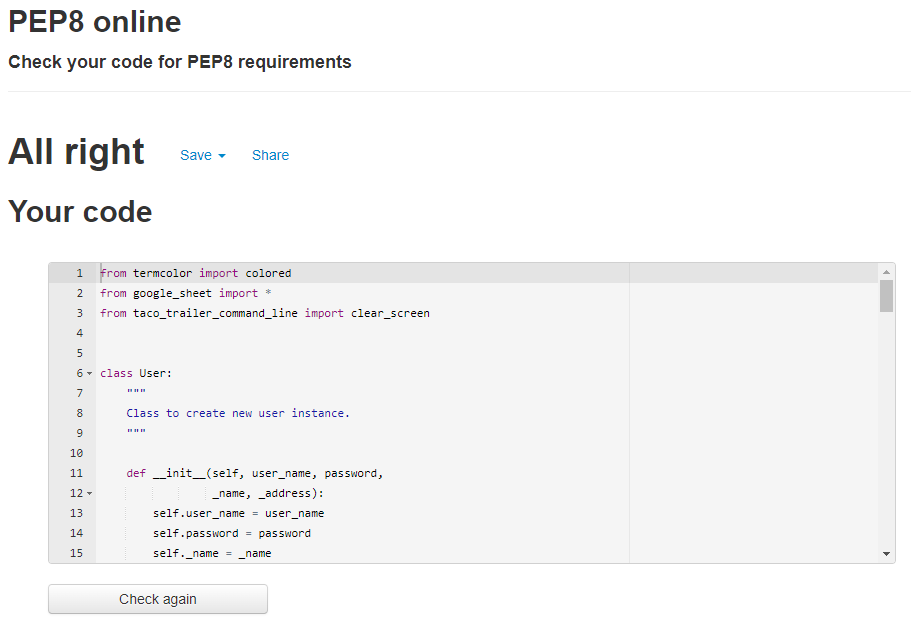 PEP8 online
Check your code for PEP8 requirements
All right Save Share
Your code
1 from termcolor import colored
2 from google_sheet import *
3 from taco_trailer_command_line import clear_screen
4
5
6 class User:
7 """
8 Class to create new user instance.
9 """
10
11 def __init__(self, user_name, password,
12 _name, _address):
13 self.user_name = user_name
14 self.password = password
15 self._name = _name
Check again